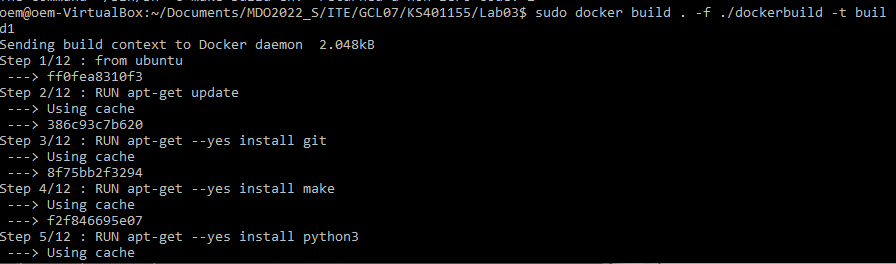 oem@oem-VirtualBox:~/Documents/MDO2022_S/ITE/GCL07/KS401155/Lab03$ sudo docker build . -f ./dockerbuild -t buil
d1
Sending build context to Docker daemon  2.048kB
Step 1/12 : from ubuntu
 ---> ff0fea8310f3
Step 2/12 : RUN apt-get update
 ---> Using cache
 ---> 386c93c7b620
Step 3/12 : RUN apt-get --yes install git
 ---> Using cache
 ---> 8f75bb2f3294
Step 4/12 : RUN apt-get --yes install make
 ---> Using cache
 ---> f2f846695e07
Step 5/12 : RUN apt-get --yes install python3
 ---> Using cache